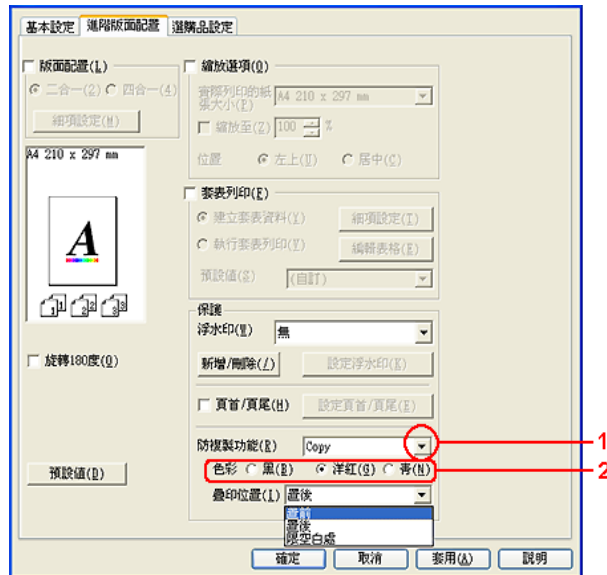 基本設定 進階版面配置 選購品設定
版面配置(L)
二合一(2) 四合一(4)
細項設定(M)
A4 210 x 297 mm
A
1 1 2 2 3 3
旋轉180度(0)
預設值(D)
縮放選項(O)
實際列印的紙張大小(P) A4 210 x 297 mm
縮放至(Z) 100 %
位置 左上(U) 居中(C)
套表列印(F)
建立套表資料(Y) 細項設定(I)
執行套表列印(V) 編輯表格(E)
預設值(S) (自訂)
保護
浮水印(W) 無
新增/刪除(/) 設定浮水印(K)
頁首/頁尾(H) 設定頁首/頁尾(E)
防複製功能(R) Copy 1
色彩 黑(B) 洋紅(G) 青(N) 2
疊印位置(I) 置後
置前
置後
限空白處
確定 取消 套用(A) 說明